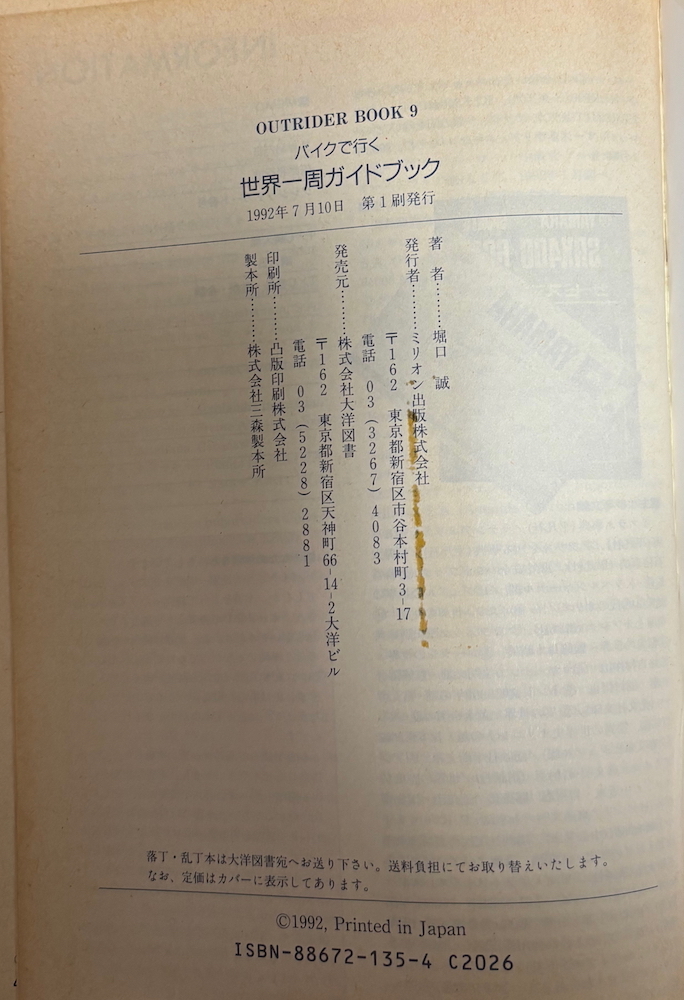 OUTRIDER BOOK 9
バイクで行く
世界一周ガイドブック
1992年7月10日　第1刷発行
著　者………堀口　誠
発行者………ミリオン出版株式会社
〒162　東京都新宿区市谷本村町3-17
電話　03(3267)4083
発売元………株式会社大洋図書
〒162　東京都新宿区天神町66-14-2大洋ビル
電話　03(5228)2881
印刷所………凸版印刷株式会社
製本所………株式会社三森製本所
落丁・乱丁本は大洋図書宛へお送り下さい。送料負担にてお取り替えいたします。
なお、定価はカバーに表示してあります。
©1992, Printed in Japan
ISBN-88672-135-4 C2026